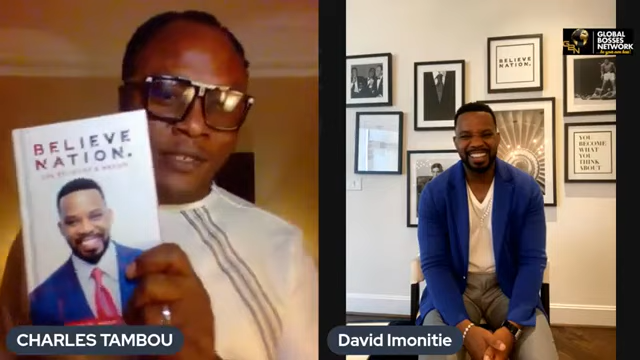 BELIEVE
NATION.
CHARLES TAMBOU
BELIEVE
NATION.
GLOBAL
BOSSES
NETWORK
YOU
BECOME
WHAT
YOU
THINK
ABOUT
David Imonitie